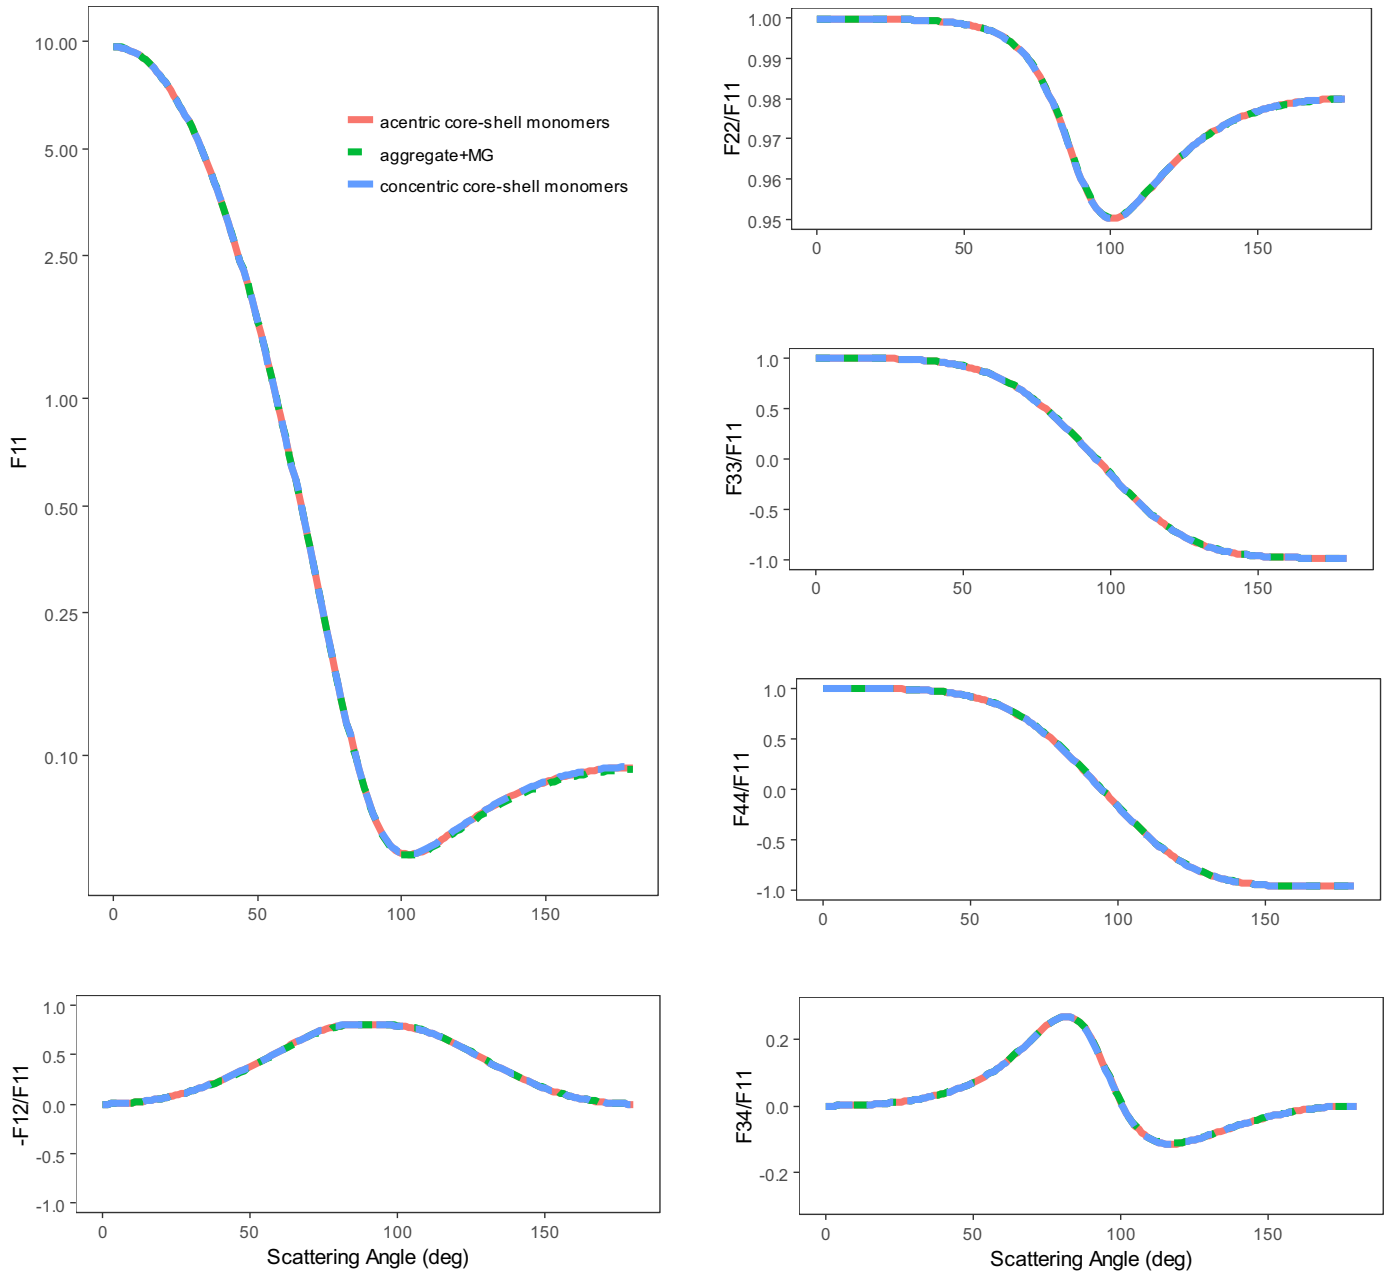 10.00
5.00
2.50
1.00
0.50
0.25
0.10
F11
0 50 100 150
acentric core-shell monomers
aggregate+MG
concentric core-shell monomers
1.0
0.5
0.0
-0.5
-1.0
-F12/F11
0 50 100 150
Scattering Angle (deg)
1.00
0.99
0.98
0.97
0.96
0.95
F22/F11
0 50 100 150
1.0
0.5
0.0
-0.5
-1.0
F33/F11
0 50 100 150
1.0
0.5
0.0
-0.5
-1.0
F44/F11
0 50 100 150
0.2
0.0
-0.2
F34/F11
0 50 100 150
Scattering Angle (deg)